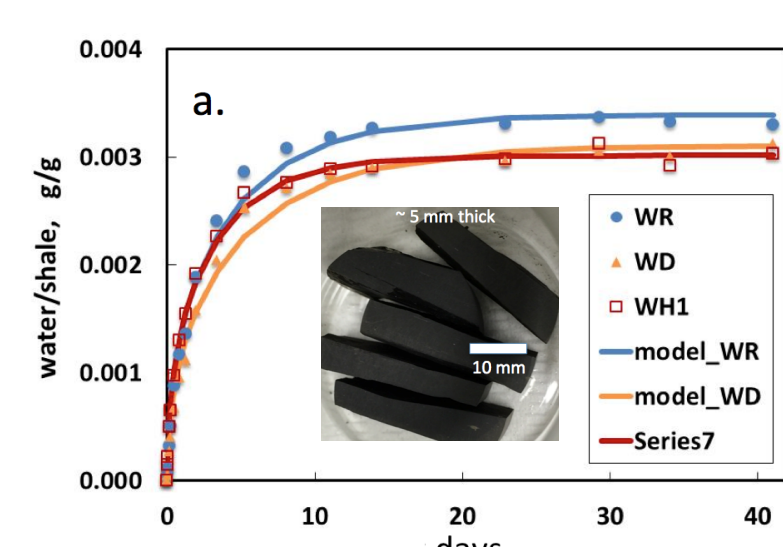 0.004
a.
0.003
0.002
0.001
0.000
water/shale, g/g
~ 5 mm thick
10 mm
WR
WD
WH1
model_WR
model_WD
Series7
0 10 20 30 40
days